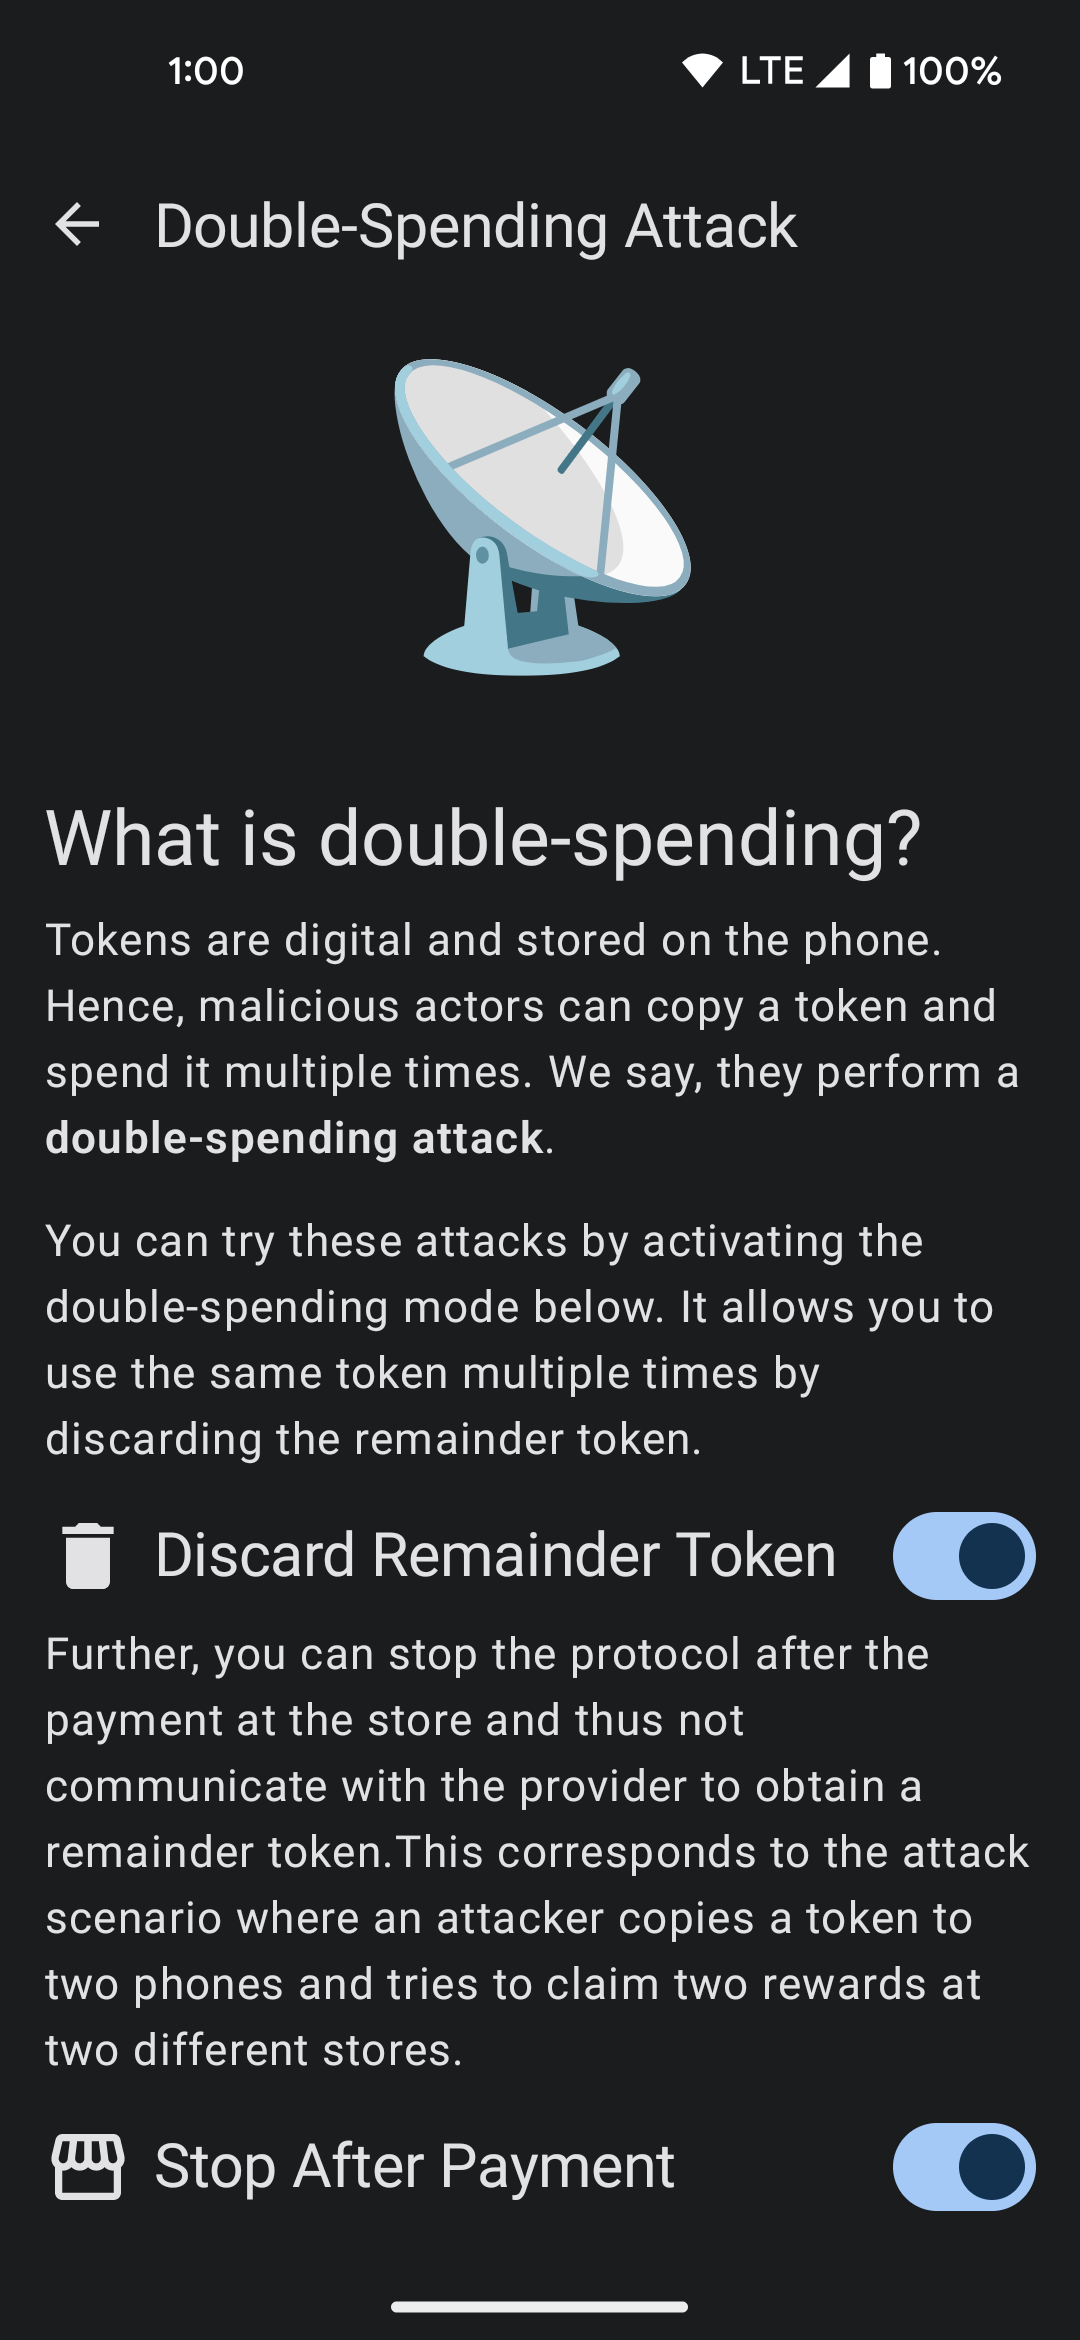 1:00 LTE 100%
Double-Spending Attack
What is double-spending?
Tokens are digital and stored on the phone.
Hence, malicious actors can copy a token and
spend it multiple times. We say, they perform a
double-spending attack.
You can try these attacks by activating the
double-spending mode below. It allows you to
use the same token multiple times by
discarding the remainder token.
Discard Remainder Token
Further, you can stop the protocol after the
payment at the store and thus not
communicate with the provider to obtain a
remainder token.This corresponds to the attack
scenario where an attacker copies a token to
two phones and tries to claim two rewards at
two different stores.
Stop After Payment